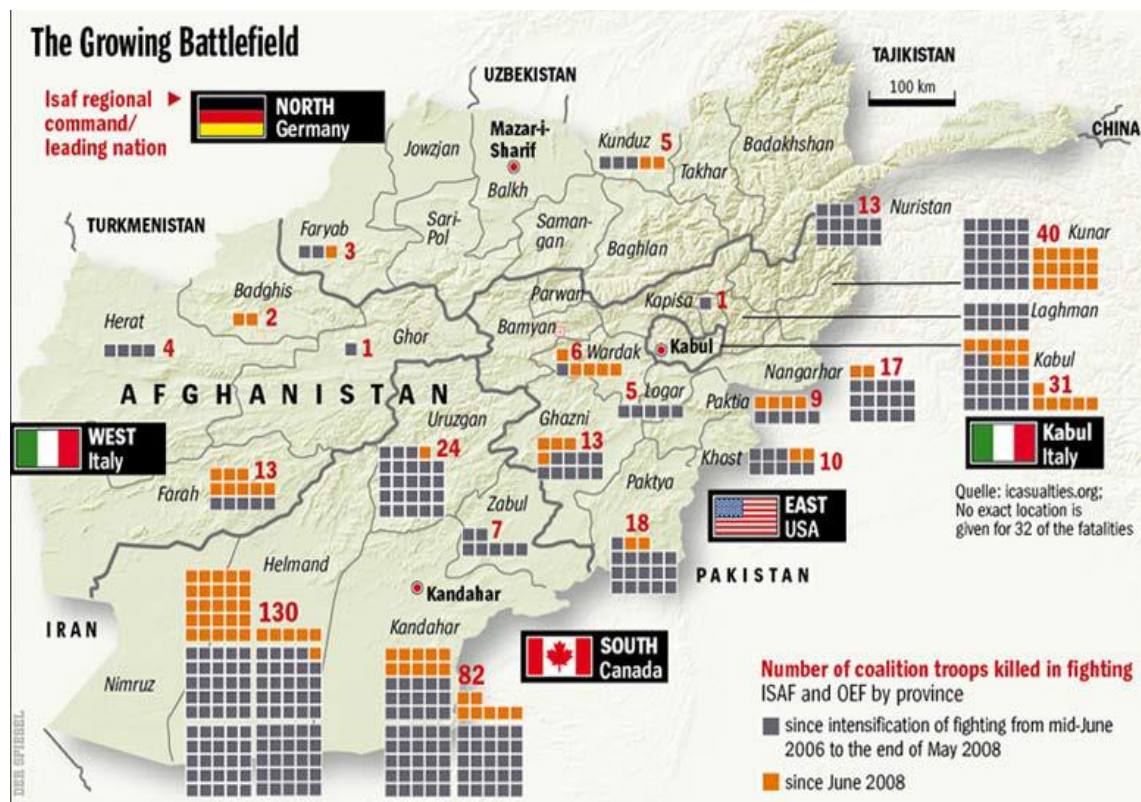 The Growing Battlefield
Isaf regional
command/
leading nation
NORTH
Germany
UZBEKISTAN
TAJIKISTAN
100 km
CHINA
TURKMENISTAN
Jowzjan
Mazar-i-
Sharif
Balkh
Kunduz 5
Takhar
Badakhshan
Faryab
3
Sari-
Pol
Saman-
gan
Baghlan
13 Nuristan
40 Kunar
Badghis
2
Parwan
Kapisa 1
Laghman
Herat
4
Ghor
1
Bamyan
6 Wardak
Kabul
Kabul
31
Nangarhar 17
AFGHANISTAN
5 Logar
Paktia 9
WEST
Italy
Uruzgan
24
Ghazni
13
Khost 10
Kabul
Italy
Farah
13
Paktya
EAST
USA
Quelle: icasualties.org;
No exact location is
given for 32 of the fatalities
Zabul
7
18
PAKISTAN
Helmand
130
Kandahar
Kandahar
82
IRAN
Nimruz
SOUTH
Canada
Number of coalition troops killed in fighting
ISAF and OEF by province
since intensification of fighting from mid-June
2006 to the end of May 2008
since June 2008
DER SPIEGEL